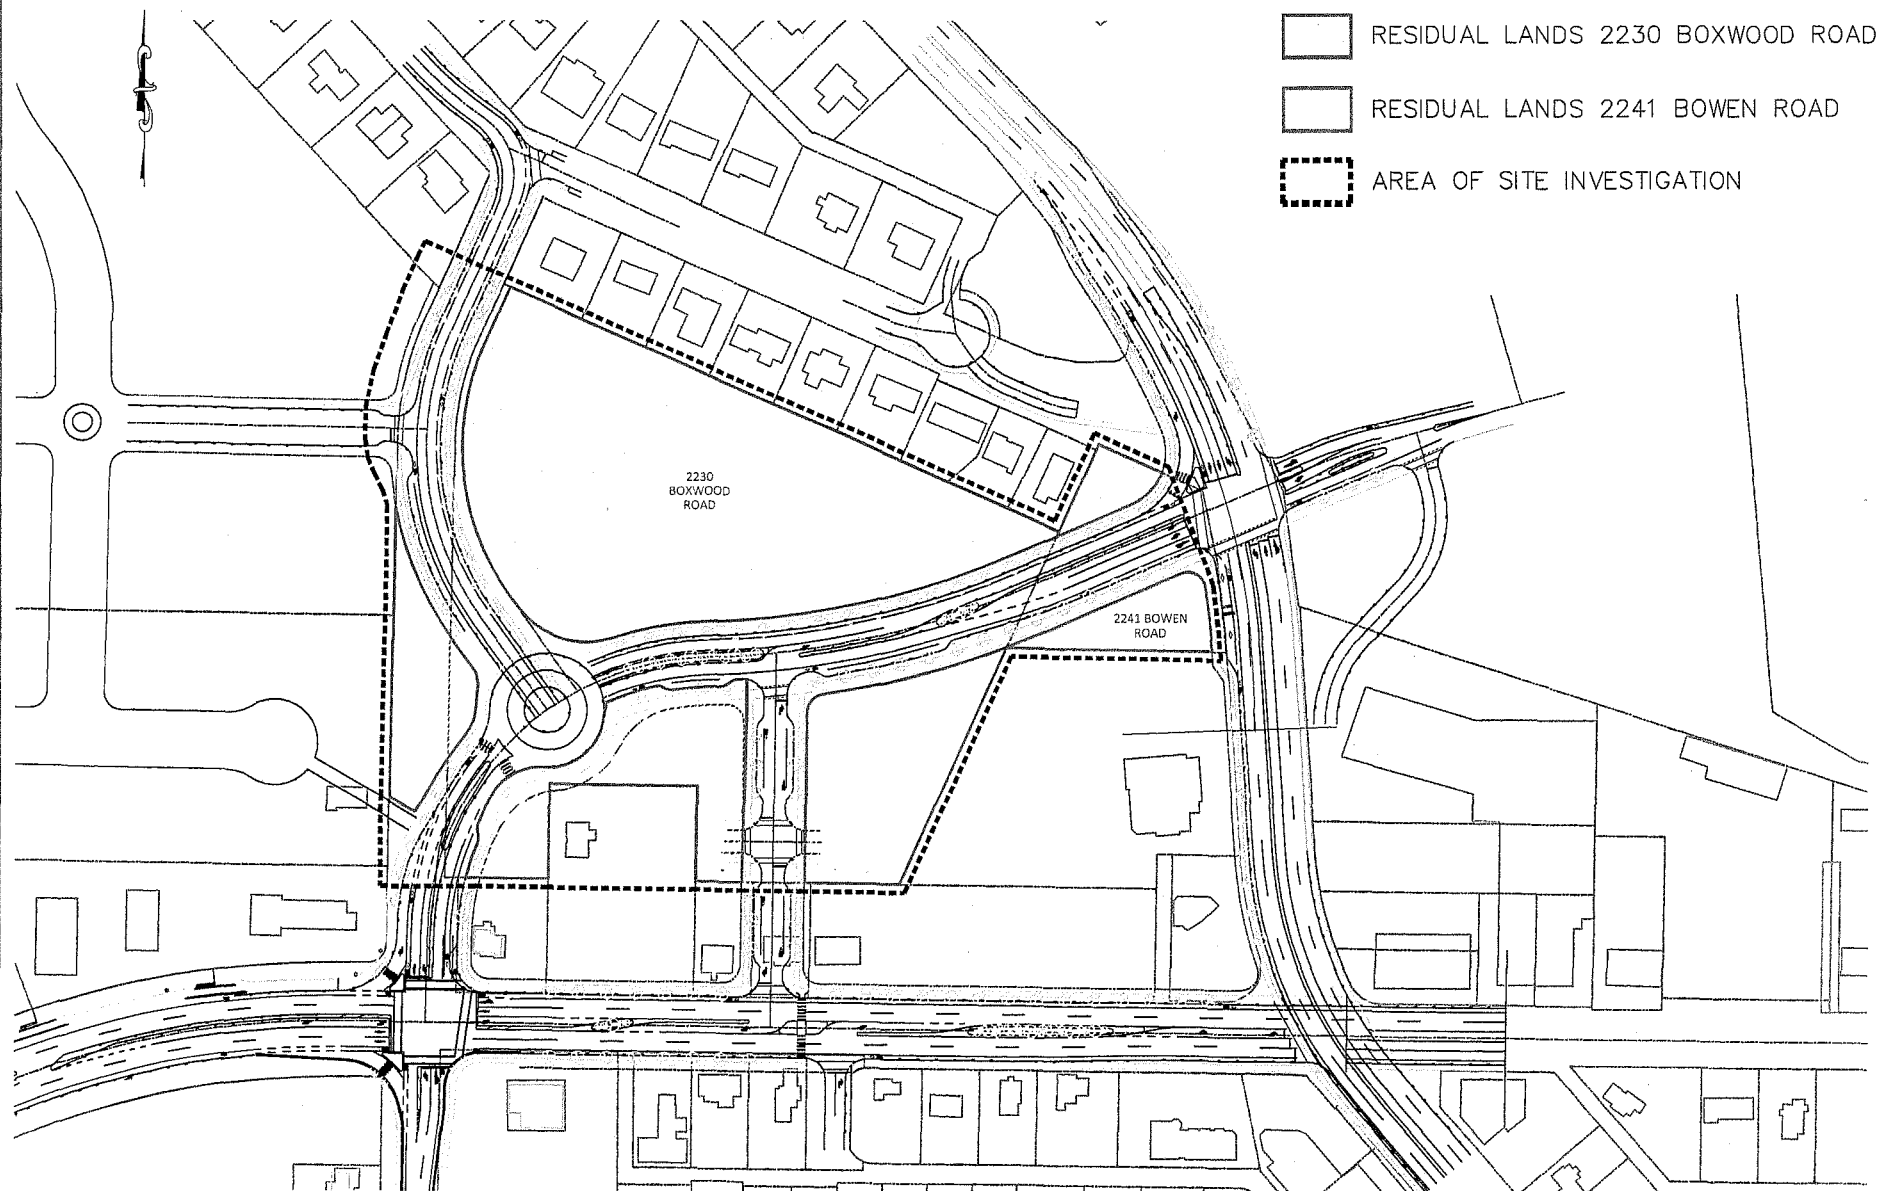 RESIDUAL LANDS 2230 BOXWOOD ROAD
RESIDUAL LANDS 2241 BOWEN ROAD
AREA OF SITE INVESTIGATION
2230
BOXWOOD
ROAD
2241 BOWEN
ROAD